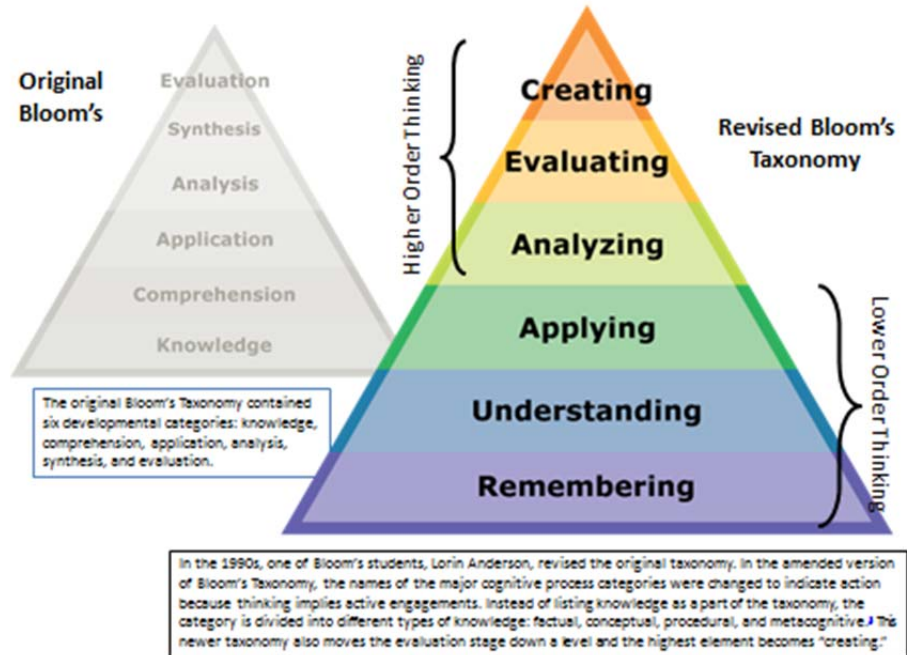 Original
Bloom's
Evaluation
Synthesis
Analysis
Application
Comprehension
Knowledge
The original Bloom's Taxonomy contained
six developmental categories: knowledge,
comprehension, application, analysis,
synthesis, and evaluation.
Higher Order Thinking
Creating
Evaluating
Analyzing
Applying
Understanding
Remembering
Revised Bloom's
Taxonomy
Lower Order Thinking
In the 1990s, one of Bloom's students, Lorin Anderson, revised the original taxonomy. In the amended version
of Bloom's Taxonomy, the names of the major cognitive process categories were changed to indicate action
because thinking implies active engagements. Instead of listing knowledge as a part of the taxonomy, the
category is divided into different types of knowledge: factual, conceptual, procedural, and metacognitive. This
newer taxonomy also moves the evaluation stage down a level and the highest element becomes "creating."